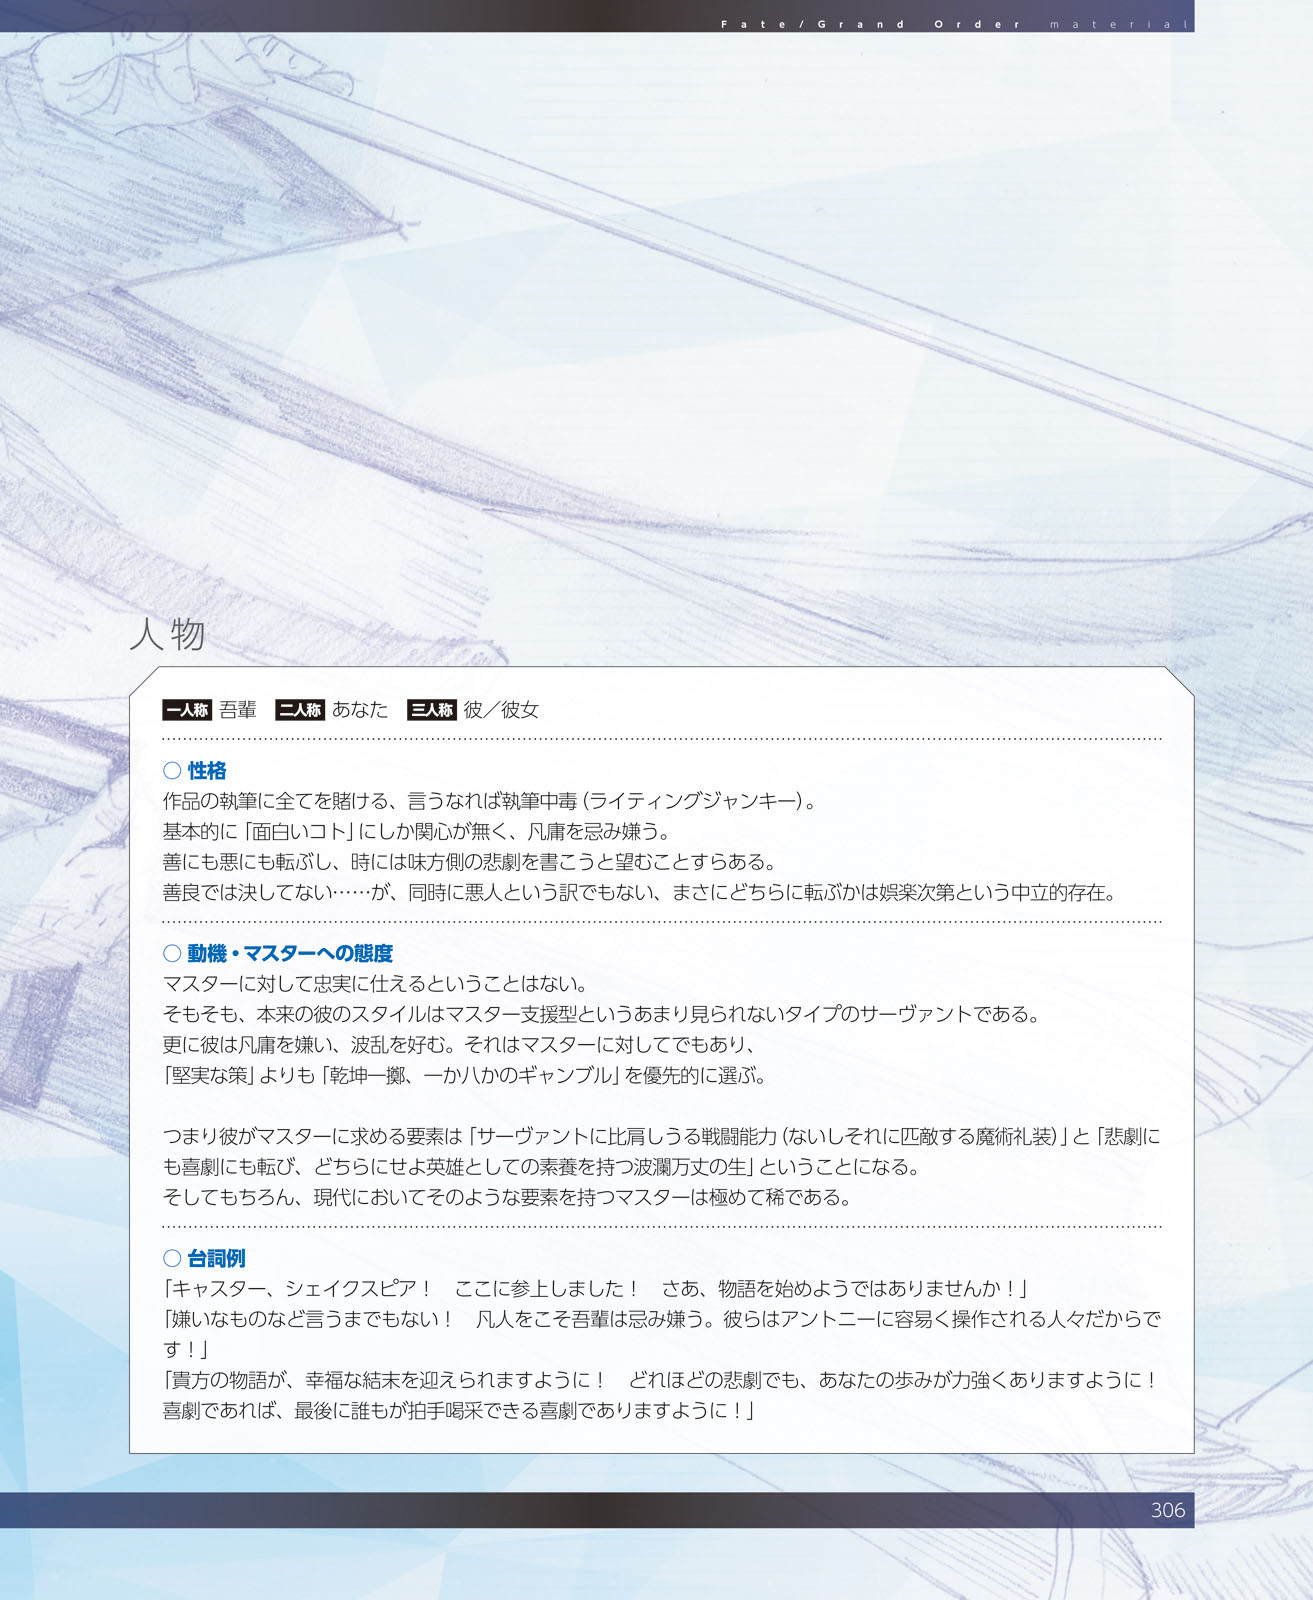 Fate/Grand Order material
人物
一人称 吾輩 二人称 あなた 三人称 彼／彼女
○ 性格
作品の執筆に全てを賭ける、言うなれば執筆中毒（ライティングジャンキー）。
基本的に「面白いコト」にしか関心が無く、凡庸を忌み嫌う。
善にも悪にも転ぶし、時には味方側の悲劇を書こうと望むことすらある。
善良では決してない……が、同時に悪人という訳でもない、まさにどちらに転ぶかは娯楽次第という中立的存在。
○ 動機・マスターへの態度
マスターに対して忠実に仕えるということはない。
そもそも、本来の彼のスタイルはマスター支援型というあまり見られないタイプのサーヴァントである。
更に彼は凡庸を嫌い、波乱を好む。それはマスターに対してでもあり、
「堅実な策」よりも「乾坤一擲、一か八かのギャンブル」を優先的に選ぶ。
つまり彼がマスターに求める要素は「サーヴァントに比肩しうる戦闘能力（ないしそれに匹敵する魔術礼装）」と「悲劇に
も喜劇にも転び、どちらにせよ英雄としての素養を持つ波瀾万丈の生」ということになる。
そしてもちろん、現代においてそのような要素を持つマスターは極めて稀である。
○ 台詞例
「キャスター、シェイクスピア！　ここに参上しました！　さあ、物語を始めようではありませんか！」
「嫌いなものなど言うまでもない！　凡人をこそ吾輩は忌み嫌う。彼らはアントニーに容易く操作される人々だからで
す！」
「貴方の物語が、幸福な結末を迎えられますように！　どれほどの悲劇でも、あなたの歩みが力強くありますように！
喜劇であれば、最後に誰もが拍手喝采できる喜劇でありますように！」
306